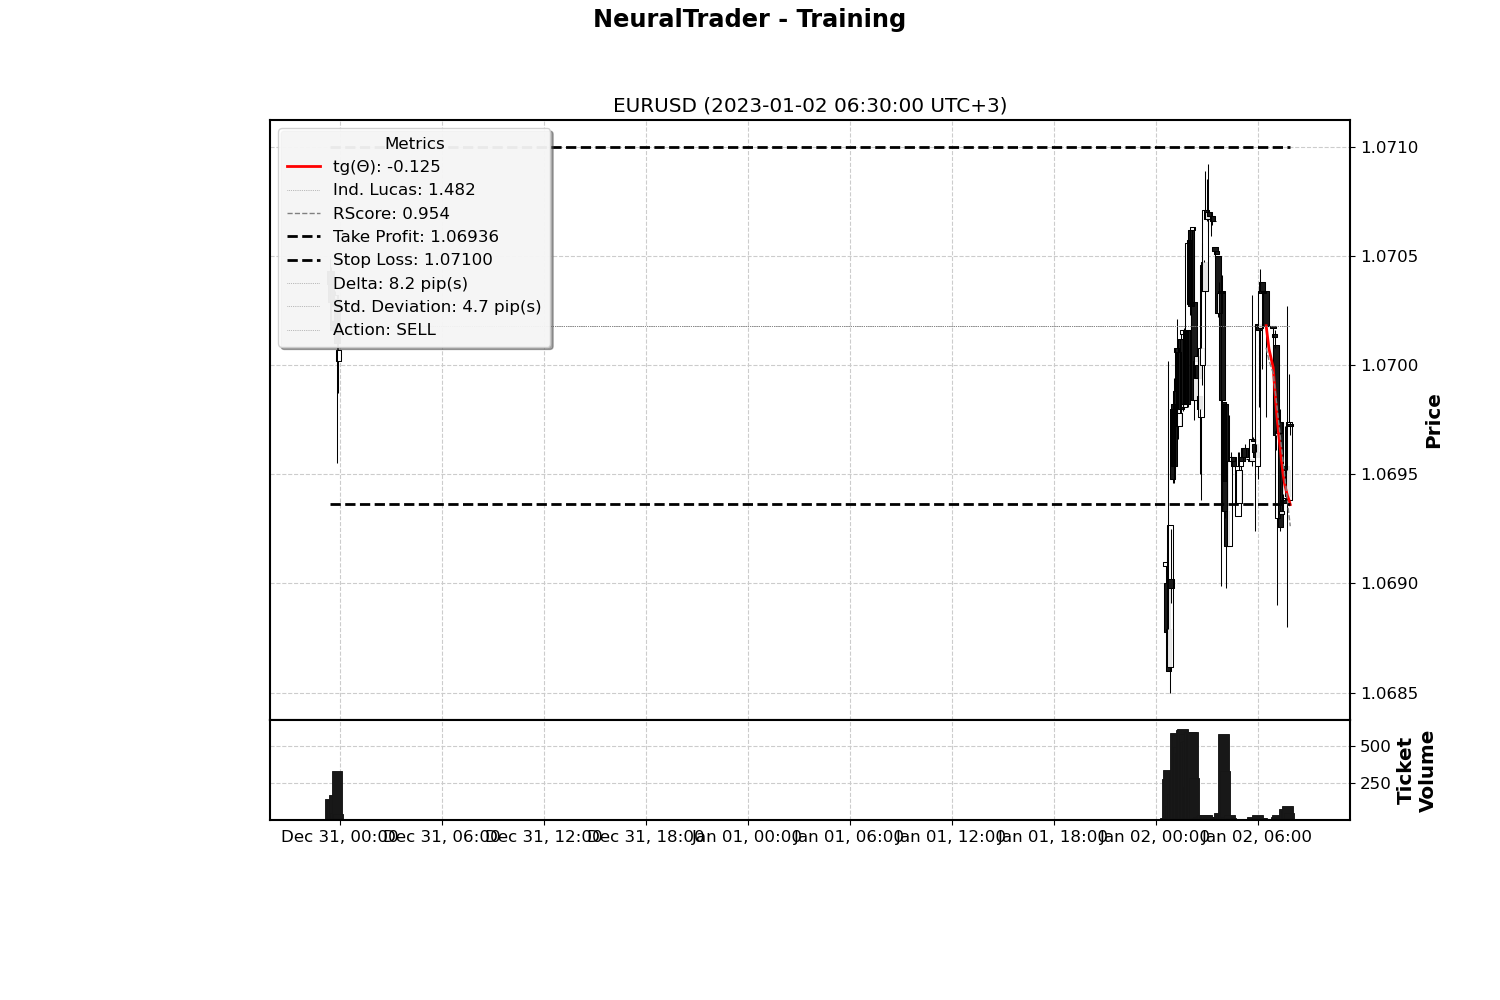 NeuralTrader - Training
EURUSD (2023-01-02 06:30:00 UTC+3)
Metrics
tg(Θ): -0.125
Ind. Lucas: 1.482
RScore: 0.954
Take Profit: 1.06936
Stop Loss: 1.07100
Delta: 8.2 pip(s)
Std. Deviation: 4.7 pip(s)
Action: SELL
1.0710
1.0705
1.0700
1.0695
1.0690
1.0685
Price
500
250
Ticket
Volume
Dec 31, 00:00
Dec 31, 06:00
Dec 31, 12:00
Dec 31, 18:00
Jan 01, 00:00
Jan 01, 06:00
Jan 01, 12:00
Jan 01, 18:00
Jan 02, 00:00
Jan 02, 06:00